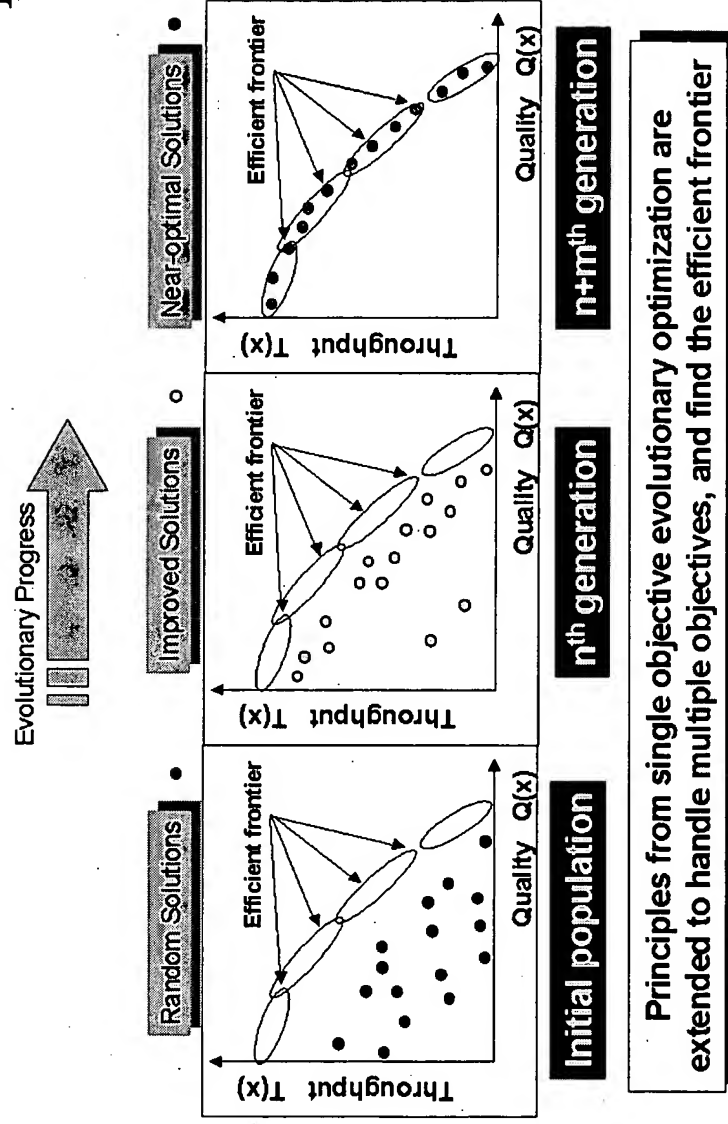 Evolutionary Progress
Random Solutions
Efficient frontier
Throughput T(x)
Quality Q(x)
Initial population
Improved Solutions
Efficient frontier
Throughput T(x)
Quality Q(x)
nth generation
Near-optimal Solutions
Efficient frontier
Throughput T(x)
Quality Q(x)
n+mth generation
Principles from single objective evolutionary optimization are
extended to handle multiple objectives, and find the efficient frontier